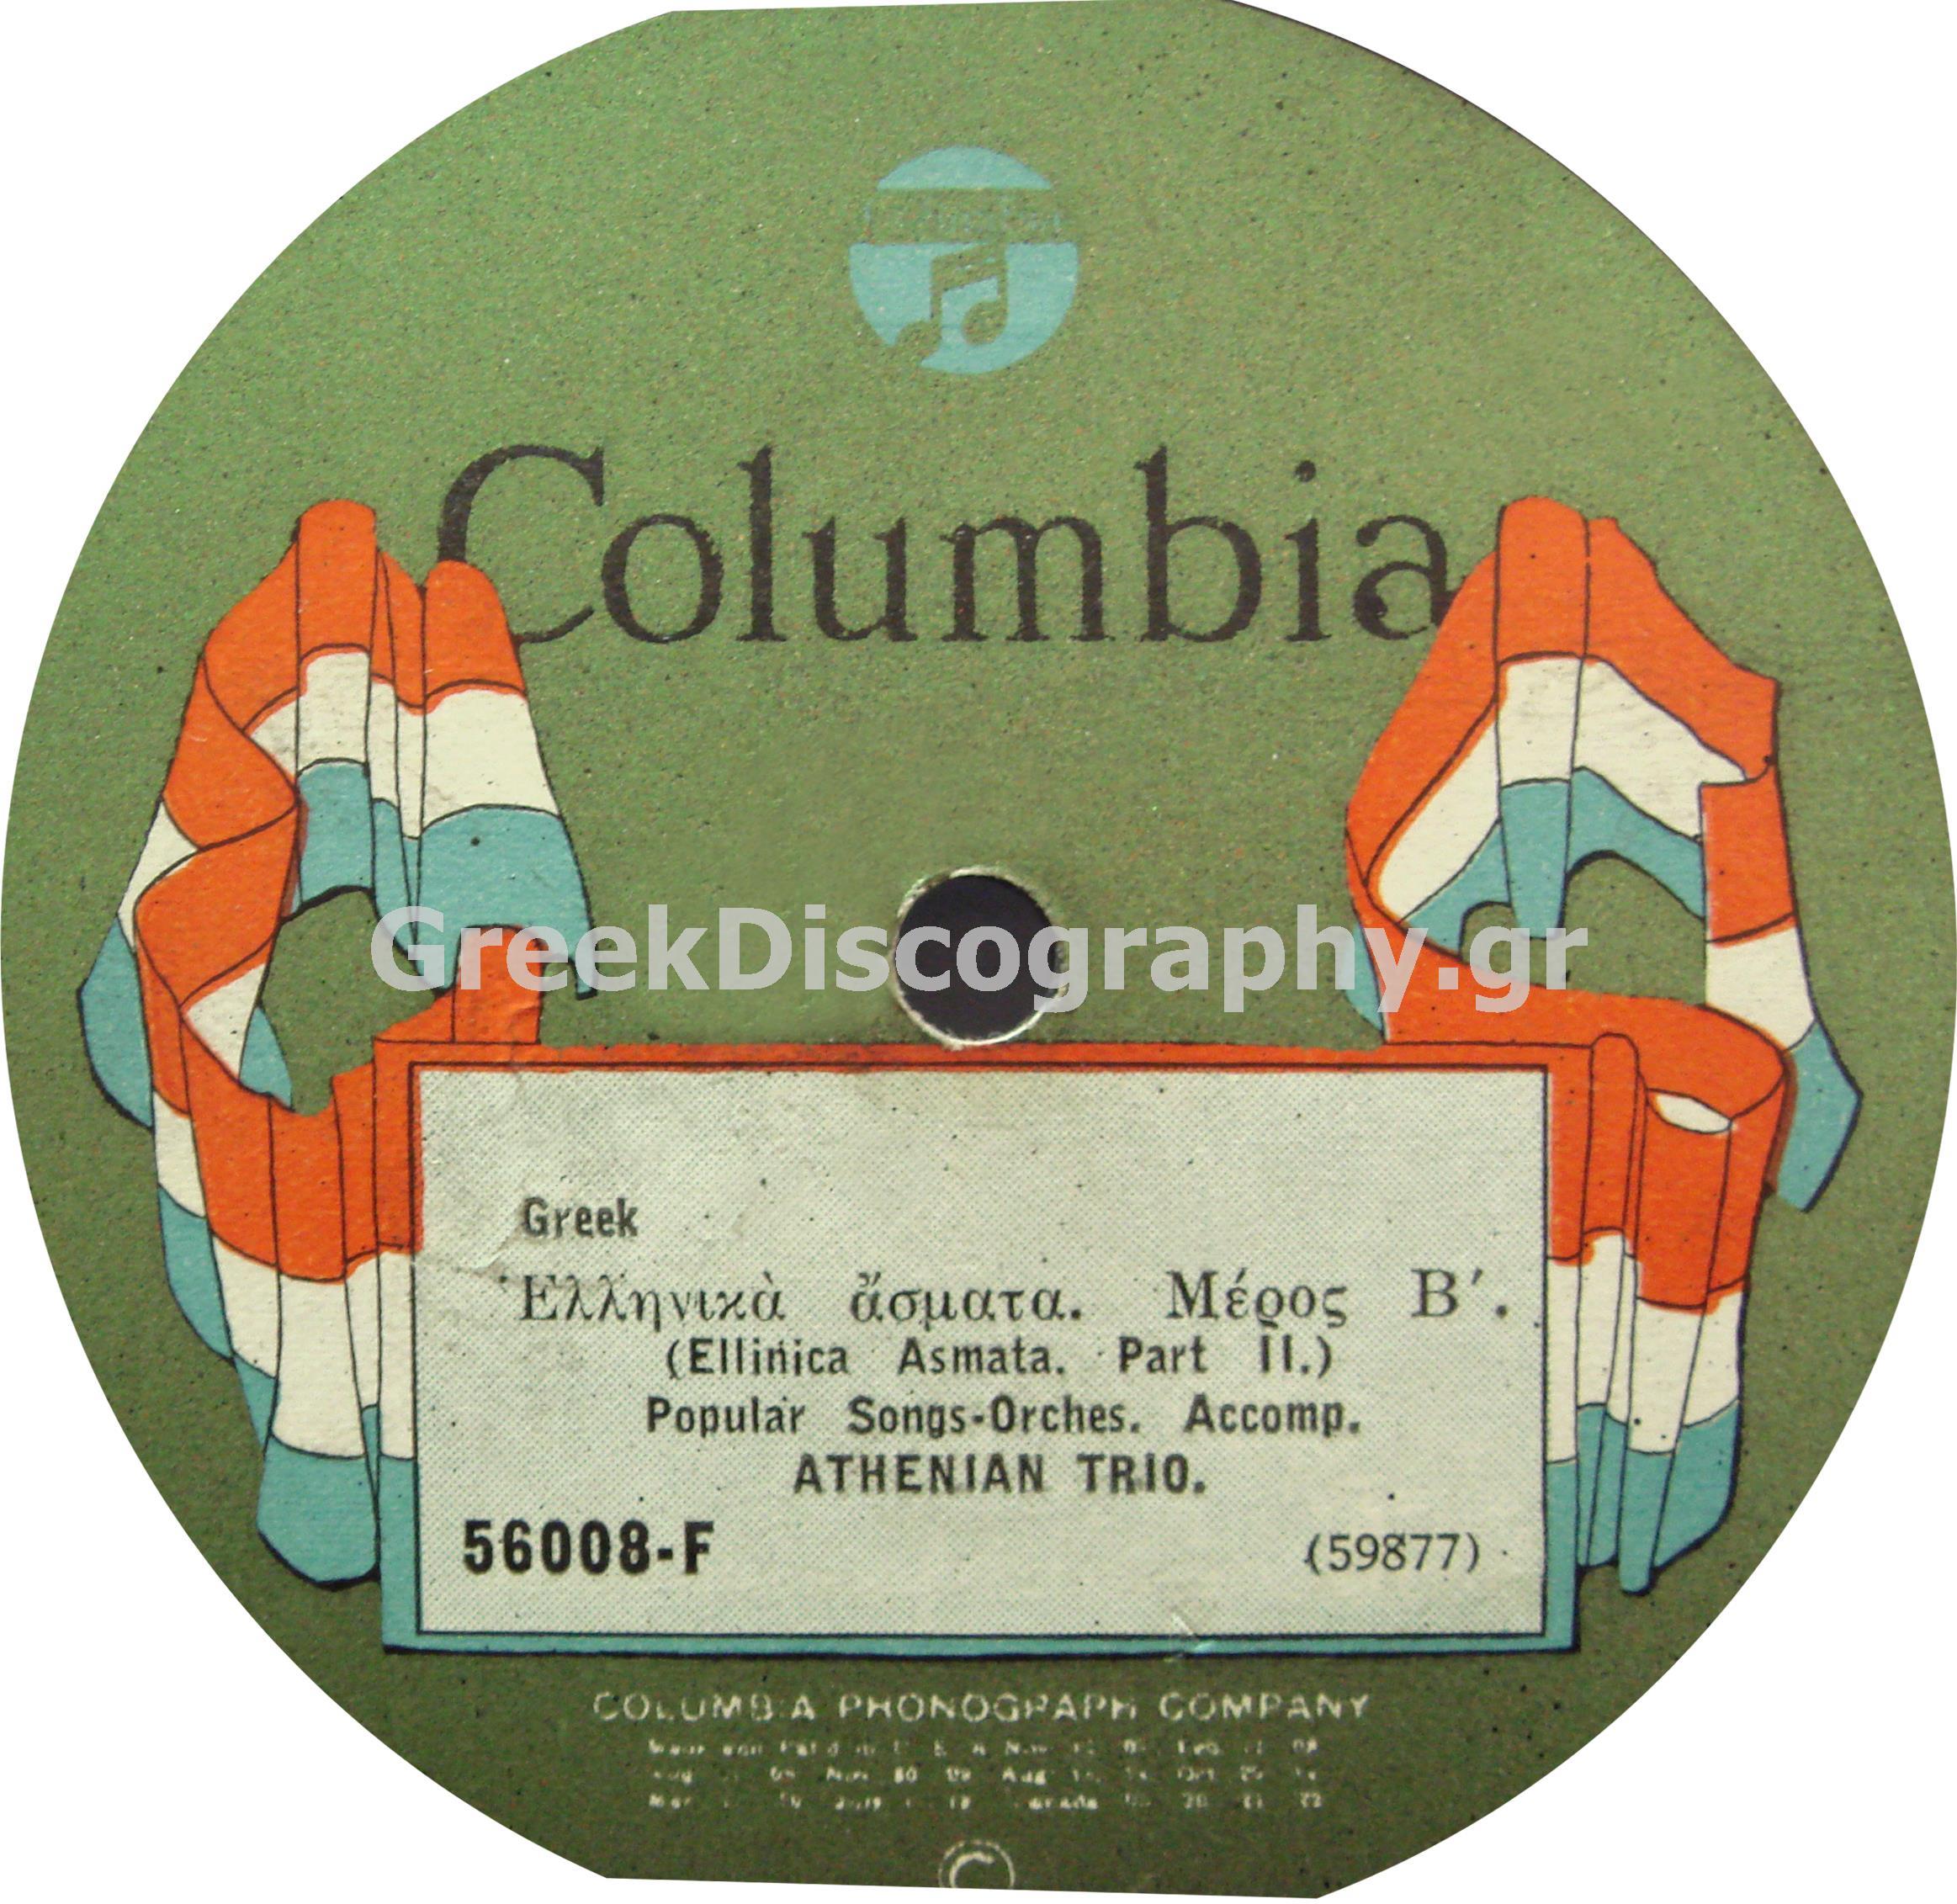 Columbia
GreekDiscography.gr
Greek
Ἑλληνικὰ ἄσματα. Μέρος Β′.
(Ellinica Asmata. Part II.)
Popular Songs-Orches. Accomp.
ATHENIAN TRIO.
56008-F (59877)
COLUMBIA PHONOGRAPH COMPANY
C